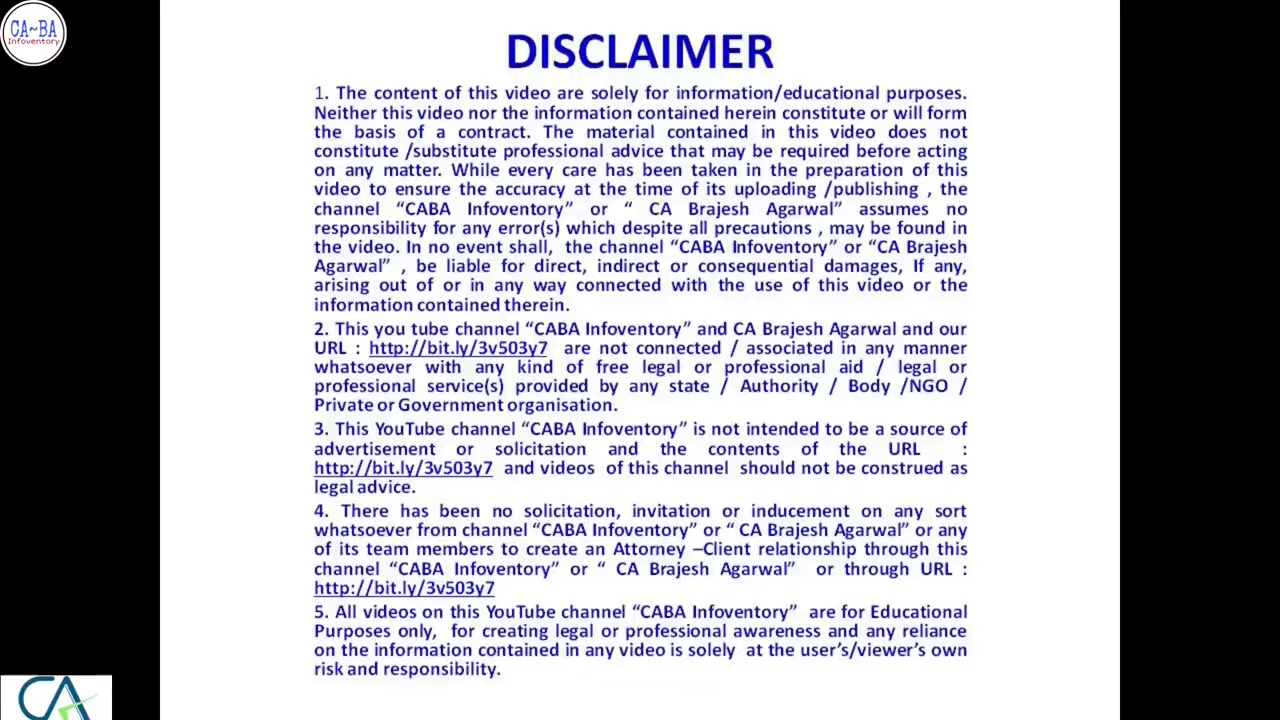 CA~BA
Infoventory
DISCLAIMER
1. The content of this video are solely for information/educational purposes.
Neither this video nor the information contained herein constitute or will form
the basis of a contract. The material contained in this video does not
constitute /substitute professional advice that may be required before acting
on any matter. While every care has been taken in the preparation of this
video to ensure the accuracy at the time of its uploading /publishing , the
channel “CABA Infoventory” or “ CA Brajesh Agarwal” assumes no
responsibility for any error(s) which despite all precautions , may be found in
the video. In no event shall, the channel “CABA Infoventory” or “CA Brajesh
Agarwal” , be liable for direct, indirect or consequential damages, If any,
arising out of or in any way connected with the use of this video or the
information contained therein.
2. This you tube channel “CABA Infoventory” and CA Brajesh Agarwal and our
URL : http://bit.ly/3v503y7 are not connected / associated in any manner
whatsoever with any kind of free legal or professional aid / legal or
professional service(s) provided by any state / Authority / Body /NGO /
Private or Government organisation.
3. This YouTube channel “CABA Infoventory” is not intended to be a source of
advertisement or solicitation and the contents of the URL :
http://bit.ly/3v503y7 and videos of this channel should not be construed as
legal advice.
4. There has been no solicitation, invitation or inducement on any sort
whatsoever from channel “CABA Infoventory” or “ CA Brajesh Agarwal” or any
of its team members to create an Attorney –Client relationship through this
channel “CABA Infoventory” or “ CA Brajesh Agarwal” or through URL :
http://bit.ly/3v503y7
5. All videos on this YouTube channel “CABA Infoventory” are for Educational
Purposes only, for creating legal or professional awareness and any reliance
on the information contained in any video is solely at the user’s/viewer’s own
risk and responsibility.
CA